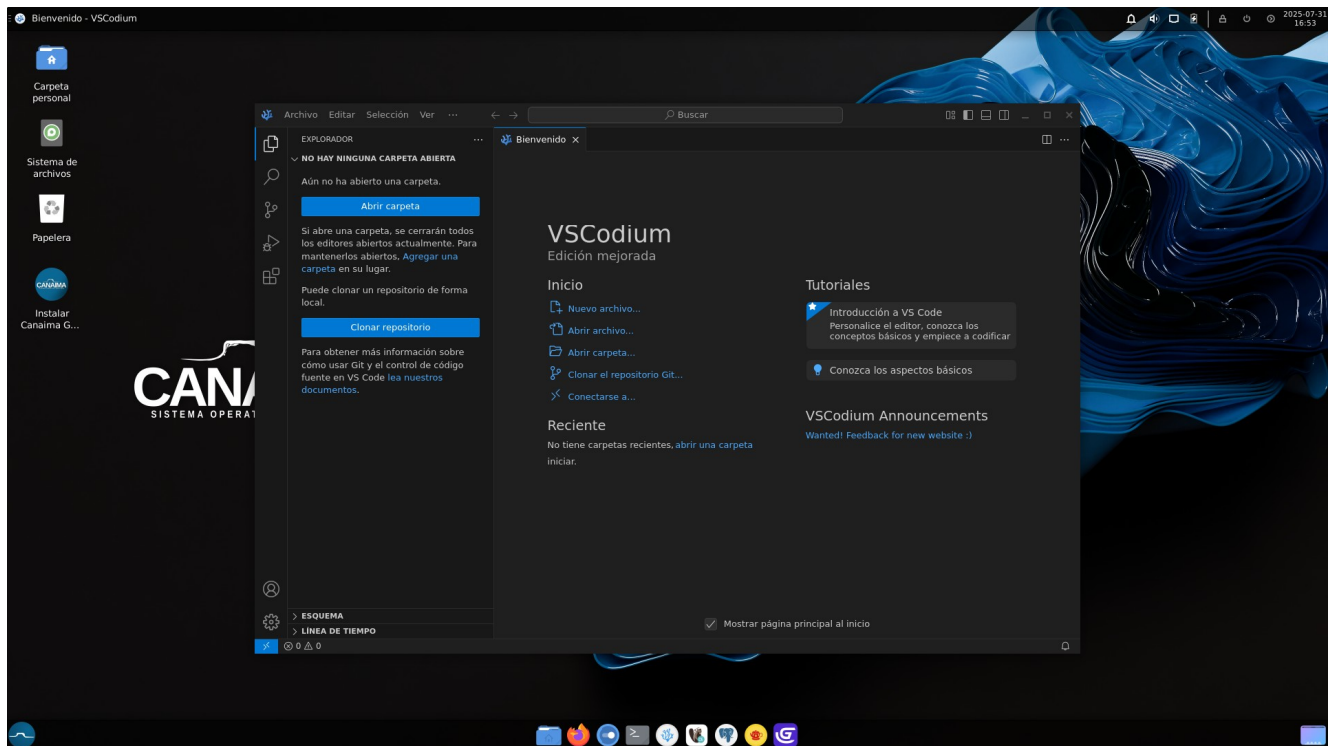 Bienvenido - VSCodium
2025-07-31
16:53
Carpeta
personal
Sistema de
archivos
Papelera
CANAIMA
Instalar
Canaima G...
CANA
SISTEMA OPERAT
Archivo Editar Selección Ver ...
Buscar
EXPLORADOR
NO HAY NINGUNA CARPETA ABIERTA
Aún no ha abierto una carpeta.
Abrir carpeta
Si abre una carpeta, se cerrarán todos
los editores abiertos actualmente. Para
mantenerlos abiertos, Agregar una
carpeta en su lugar.
Puede clonar un repositorio de forma
local.
Clonar repositorio
Para obtener más información sobre
cómo usar Git y el control de código
fuente en VS Code lea nuestros
documentos.
ESQUEMA
LÍNEA DE TIEMPO
Bienvenido
VSCodium
Edición mejorada
Inicio
Nuevo archivo...
Abrir archivo...
Abrir carpeta...
Clonar el repositorio Git...
Conectarse a...
Reciente
No tiene carpetas recientes, abrir una carpeta
iniciar.
Tutoriales
Introducción a VS Code
Personalice el editor, conozca los
conceptos básicos y empiece a codificar
Conozca los aspectos básicos
VSCodium Announcements
Wanted! Feedback for new website :)
Mostrar página principal al inicio
0 0